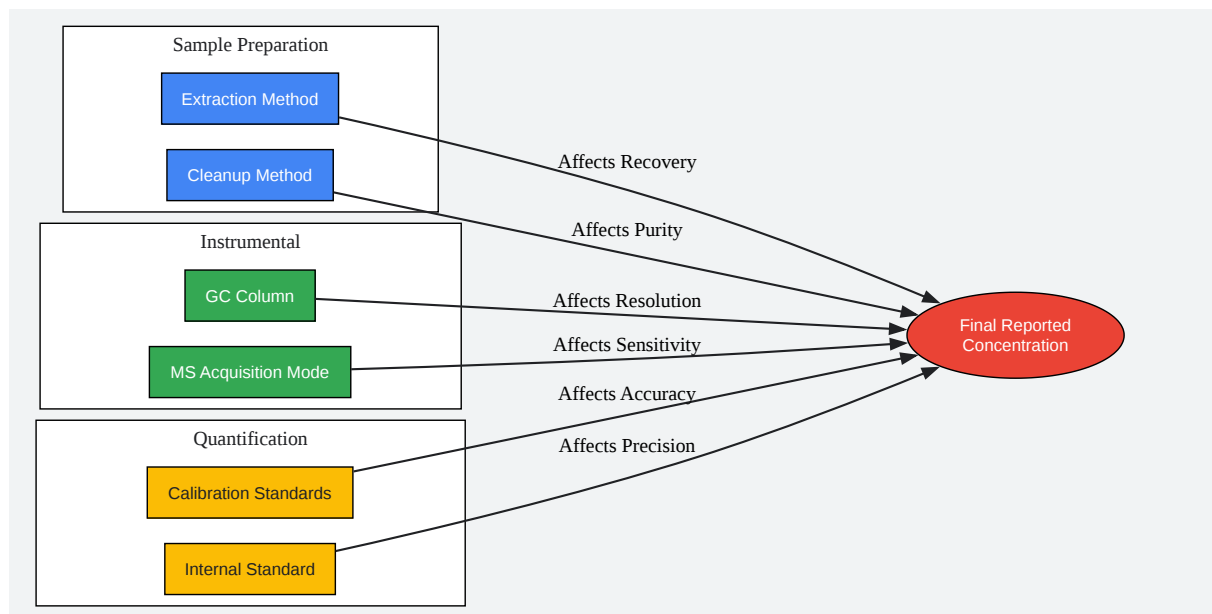 Sample Preparation
Extraction Method
Cleanup Method
Instrumental
GC Column
MS Acquisition Mode
Quantification
Calibration Standards
Internal Standard
Affects Recovery
Affects Purity
Affects Resolution
Affects Sensitivity
Affects Accuracy
Affects Precision
Final Reported
Concentration